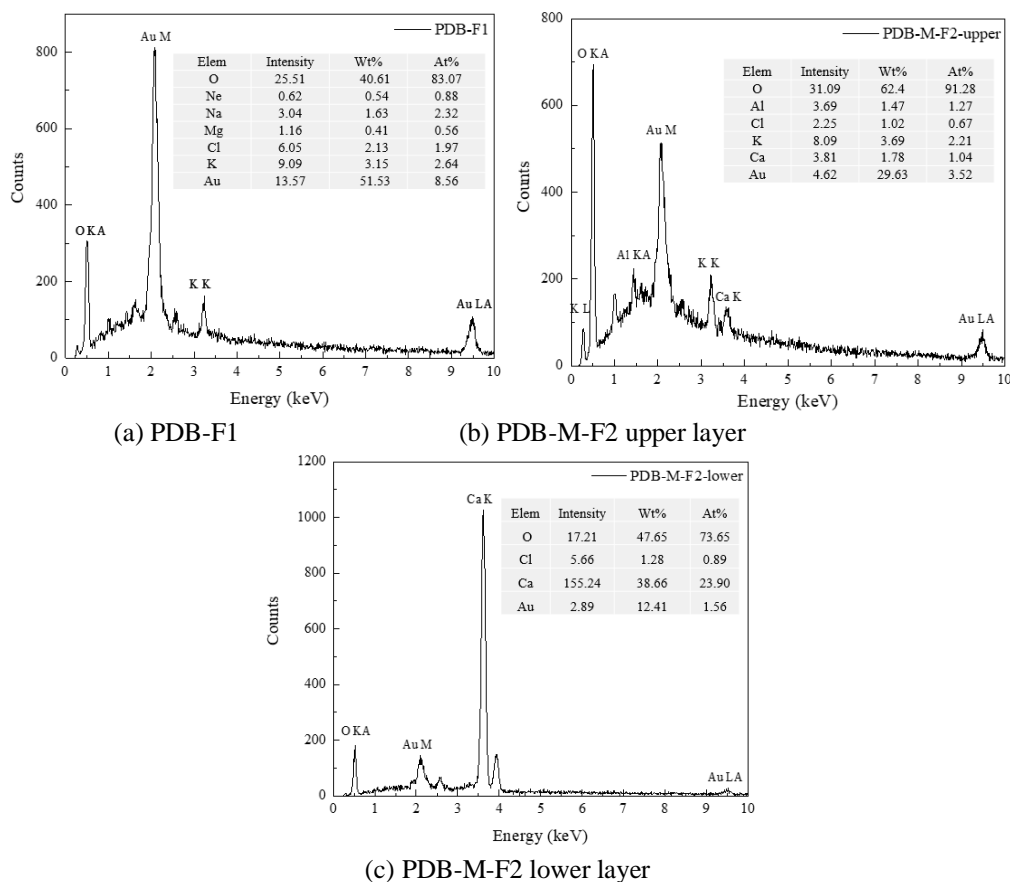 PDB-F1
Au M
O KA
K K
Au LA
Elem Intensity Wt% At%
O 25.51 40.61 83.07
Ne 0.62 0.54 0.88
Na 3.04 1.63 2.32
Mg 1.16 0.41 0.56
Cl 6.05 2.13 1.97
K 9.09 3.15 2.64
Au 13.57 51.53 8.56
800
600
400
200
0
Counts
0 1 2 3 4 5 6 7 8 9 10
Energy (keV)
(a) PDB-F1
PDB-M-F2-upper
O KA
Au M
Al KA
K K
Ca K
K L
Au LA
Elem Intensity Wt% At%
O 31.09 62.4 91.28
Al 3.69 1.47 1.27
Cl 2.25 1.02 0.67
K 8.09 3.69 2.21
Ca 3.81 1.78 1.04
Au 4.62 29.63 3.52
800
600
400
200
0
Counts
0 1 2 3 4 5 6 7 8 9 10
Energy (keV)
(b) PDB-M-F2 upper layer
PDB-M-F2-lower
Ca K
O KA
Au M
Au LA
Elem Intensity Wt% At%
O 17.21 47.65 73.65
Cl 5.66 1.28 0.89
Ca 155.24 38.66 23.90
Au 2.89 12.41 1.56
1200
1000
800
600
400
200
0
Counts
0 1 2 3 4 5 6 7 8 9 10
Energy (keV)
(c) PDB-M-F2 lower layer